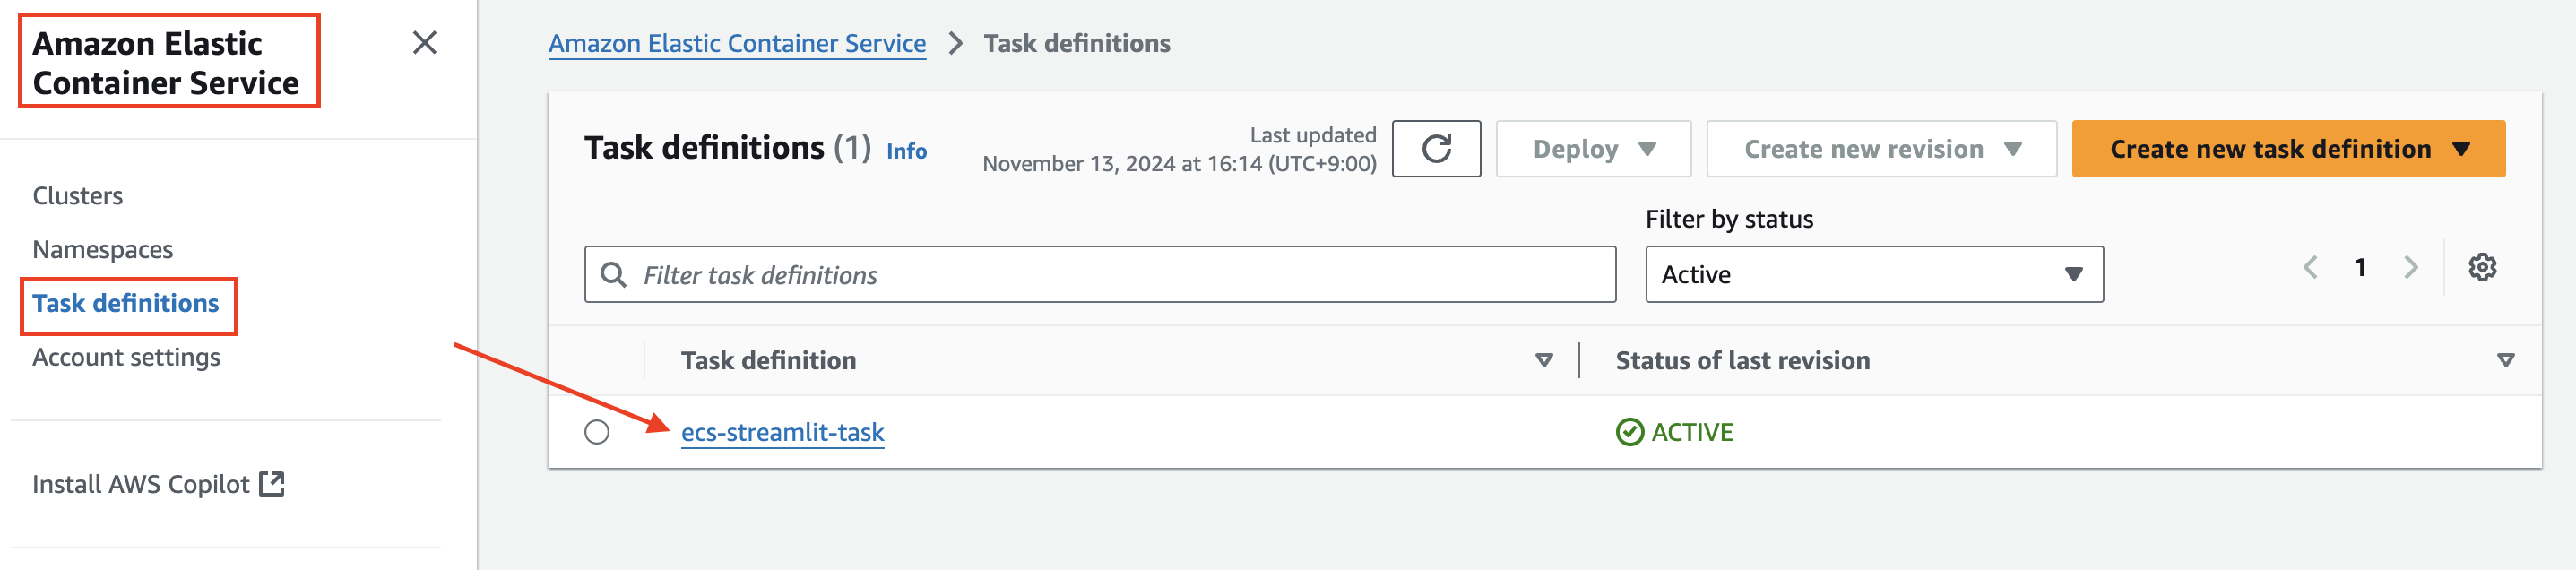 Amazon Elastic
Container Service
Clusters
Namespaces
Task definitions
Account settings
Install AWS Copilot
Amazon Elastic Container Service > Task definitions
Task definitions (1) Info
Last updated
November 13, 2024 at 16:14 (UTC+9:00)
Deploy
Create new revision
Create new task definition
Filter by status
Filter task definitions
Active
1
Task definition
Status of last revision
ecs-streamlit-task
ACTIVE